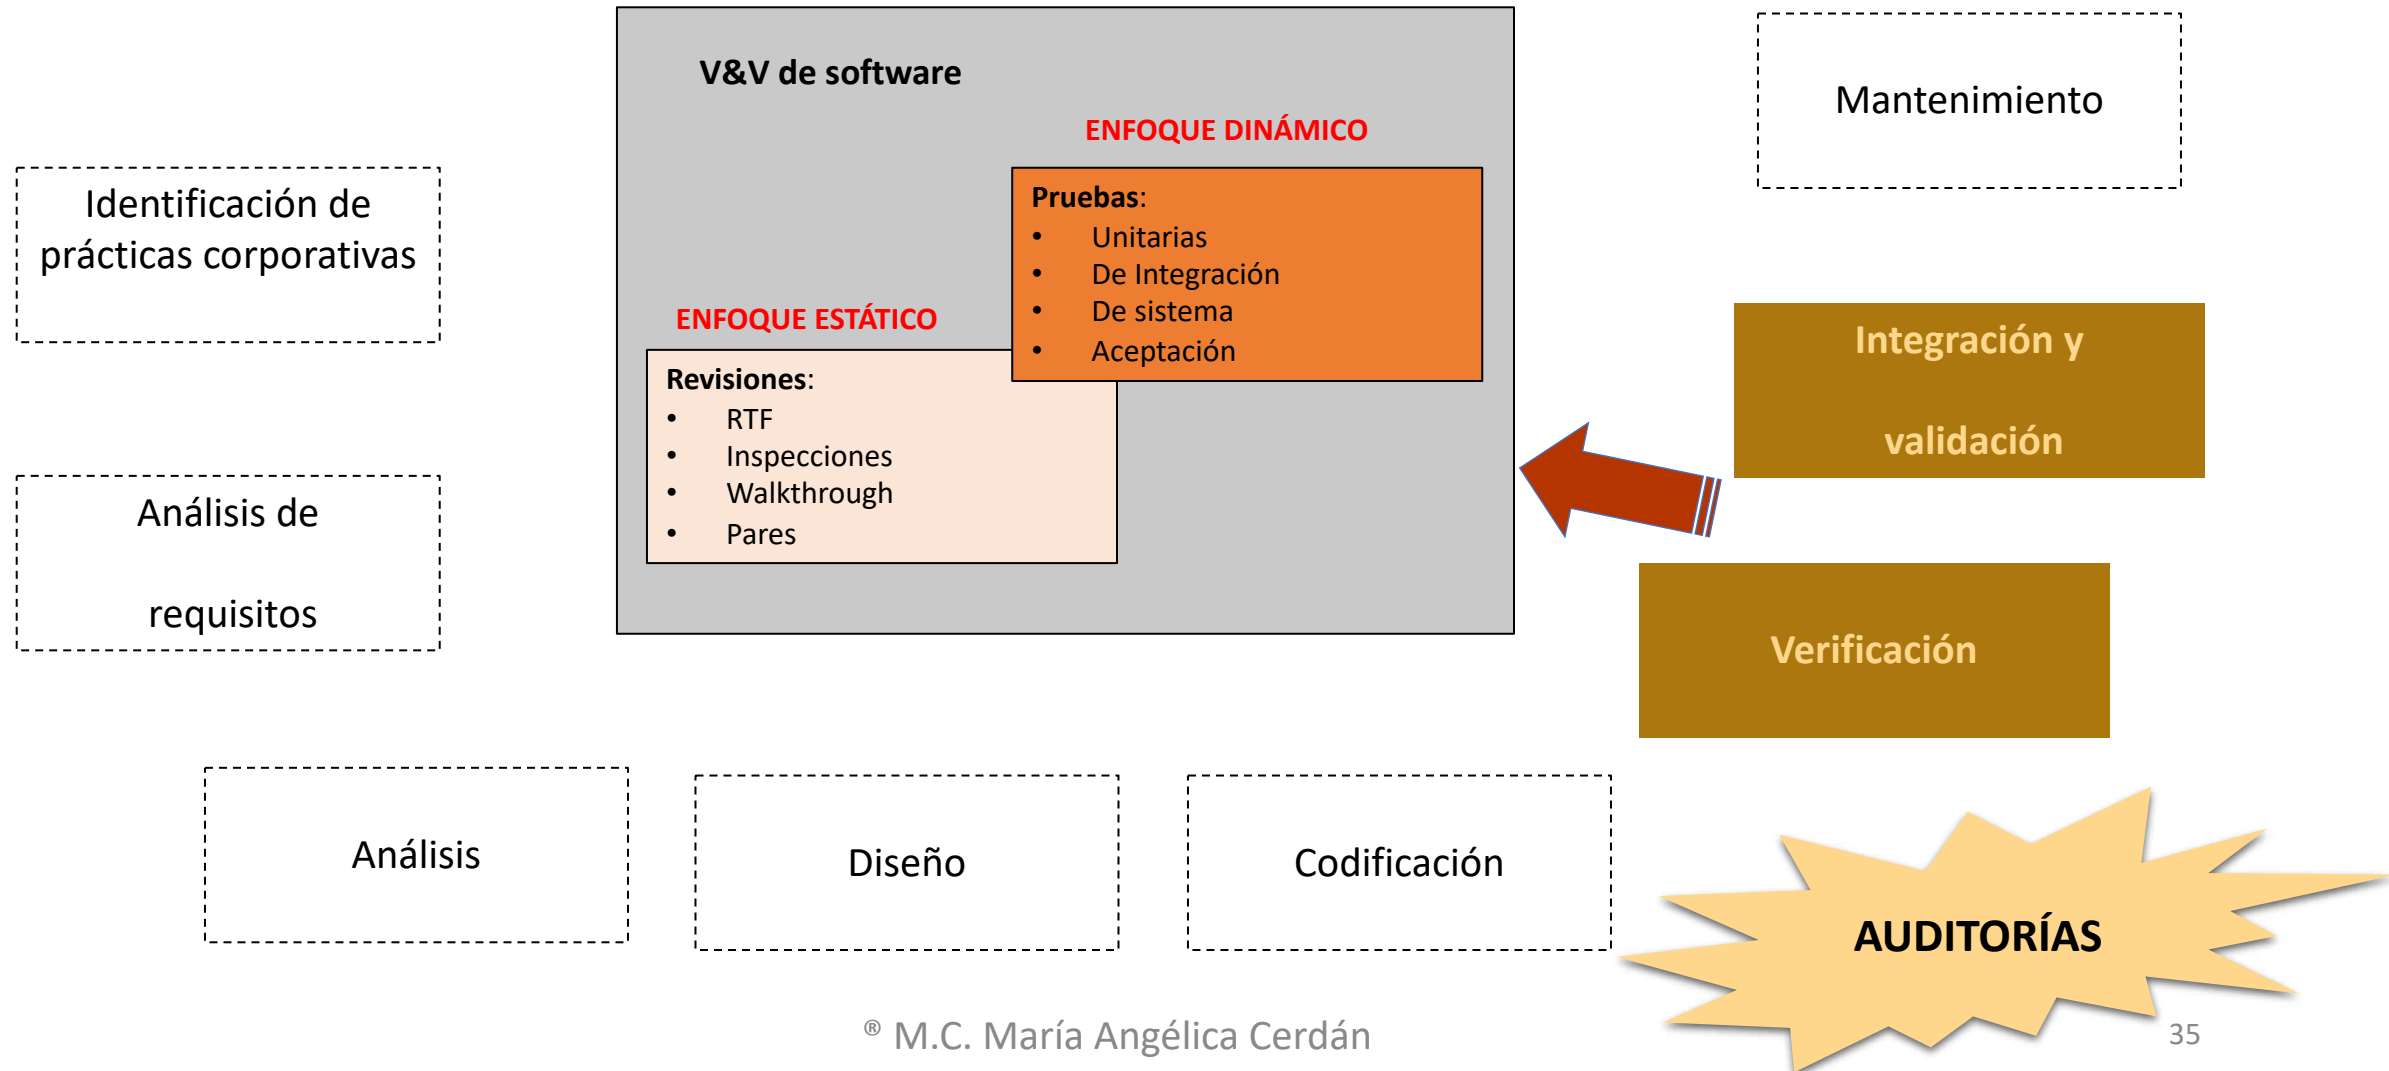 V&V de software
ENFOQUE DINÁMICO
Pruebas:
• Unitarias
• De Integración
• De sistema
• Aceptación
ENFOQUE ESTÁTICO
Revisiones:
• RTF
• Inspecciones
• Walkthrough
• Pares
Identificación de
prácticas corporativas
Análisis de
requisitos
Análisis
Diseño
Codificación
Verificación
Integración y
validación
Mantenimiento
AUDITORÍAS
® M.C. María Angélica Cerdán
35